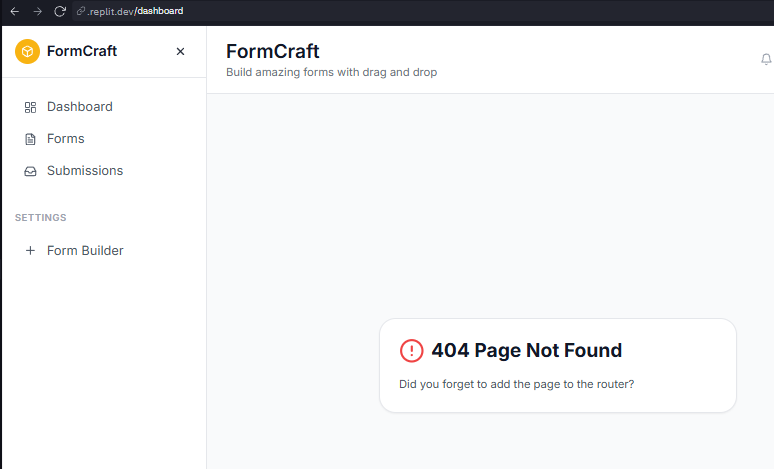 .replit.dev/dashboard
FormCraft
Dashboard
Forms
Submissions
SETTINGS
Form Builder
FormCraft
Build amazing forms with drag and drop
404 Page Not Found
Did you forget to add the page to the router?